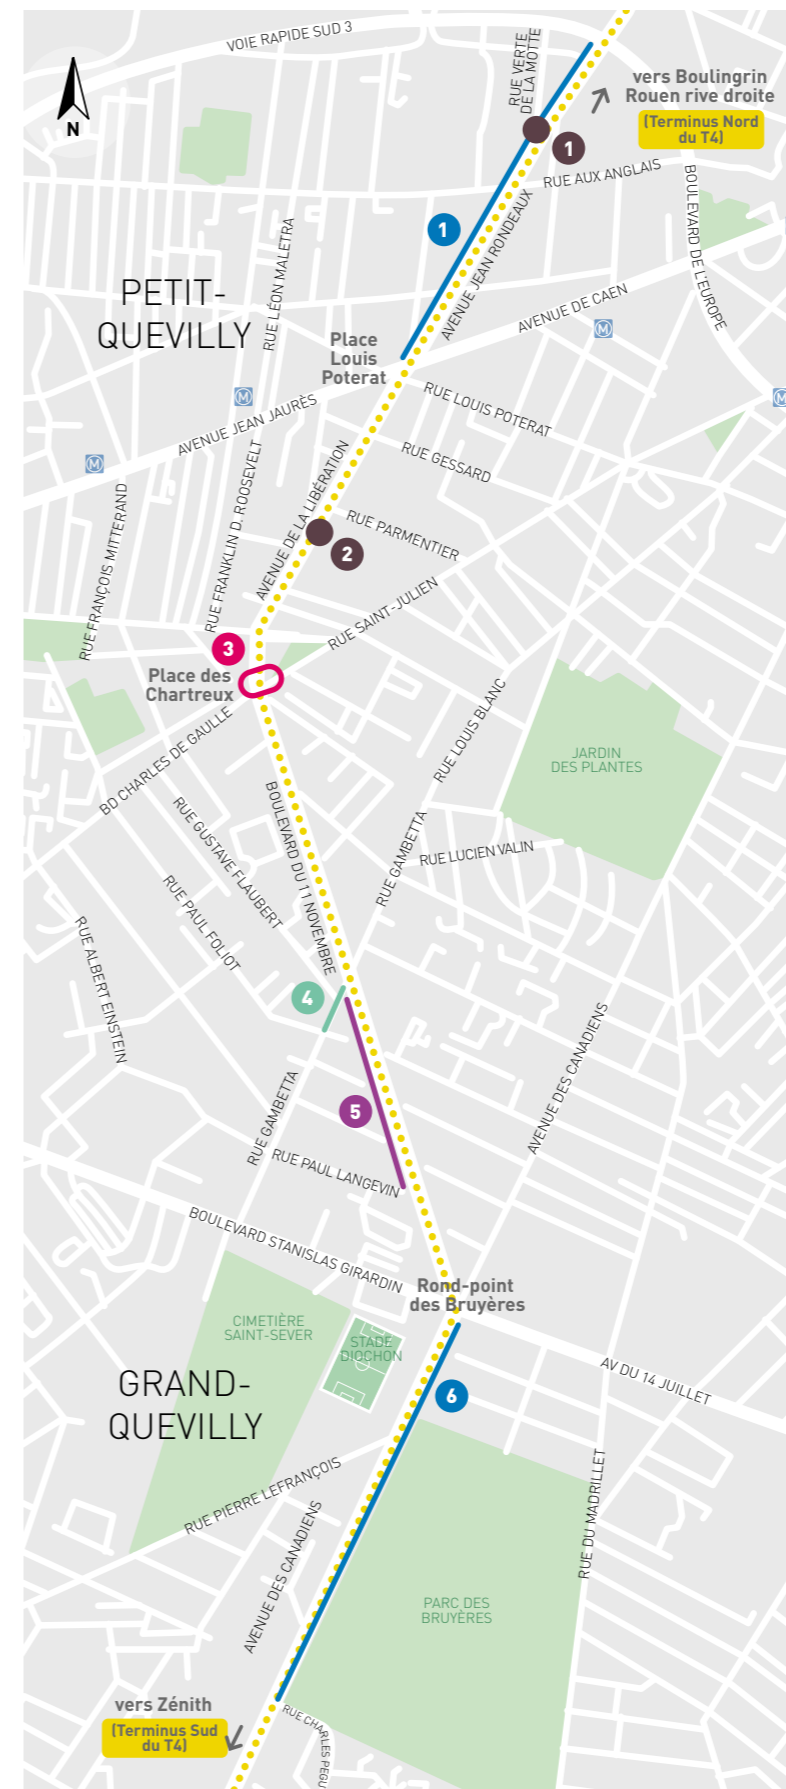 VOIE RAPIDE SUD 3
N
RUE VERTE
DE LA MOTTE
vers Boulingrin
Rouen rive droite
(Terminus Nord
du T4)
1
RUE AUX ANGLAIS
BOULEVARD DE L'EUROPE
1
AVENUE JEAN RONDEAUX
RUE LÉON MALETRA
PETIT-
QUEVILLY
AVENUE DE CAEN
M
Place
Louis
Poterat
M
M
RUE LOUIS POTERAT
AVENUE JEAN JAURÈS
M
RUE GESSARD
RUE FRANKLIN D. ROOSEVELT
AVENUE DE LA LIBÉRATION
RUE FRANÇOIS MITTERAND
RUE PARMENTIER
2
RUE SAINT-JULIEN
3
Place des
Chartreux
BD CHARLES DE GAULLE
RUE LOUIS BLANC
JARDIN
DES PLANTES
BOULEVARD DU 11 NOVEMBRE
RUE GUSTAVE FLAUBERT
RUE GAMBETTA
RUE LUCIEN VALIN
RUE PAUL FOLIOT
RUE ALBERT EINSTEIN
4
AVENUE DES CANADIENS
5
RUE GAMBETTA
RUE PAUL LANGEVIN
BOULEVARD STANISLAS GIRARDIN
Rond-point
des Bruyères
CIMETIÈRE
SAINT-SEVER
STADE
DIOCHON
AV DU 14 JUILLET
6
GRAND-
QUEVILLY
RUE PIERRE LEFRANÇOIS
RUE DU MADRILLET
AVENUE DES CANADIENS
PARC DES
BRUYÈRES
vers Zénith
(Terminus Sud
du T4)
RUE CHARLES PEGU